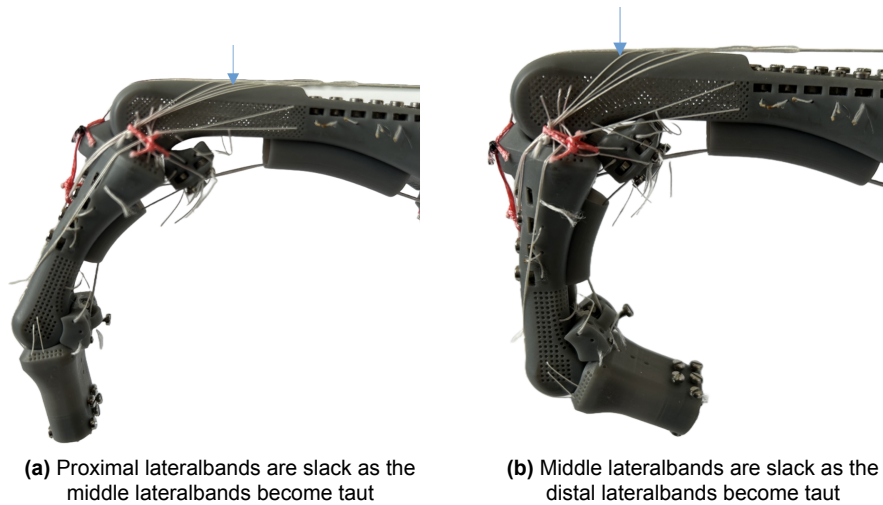 (a) Proximal lateralbands are slack as the
middle lateralbands become taut
(b) Middle lateralbands are slack as the
distal lateralbands become taut